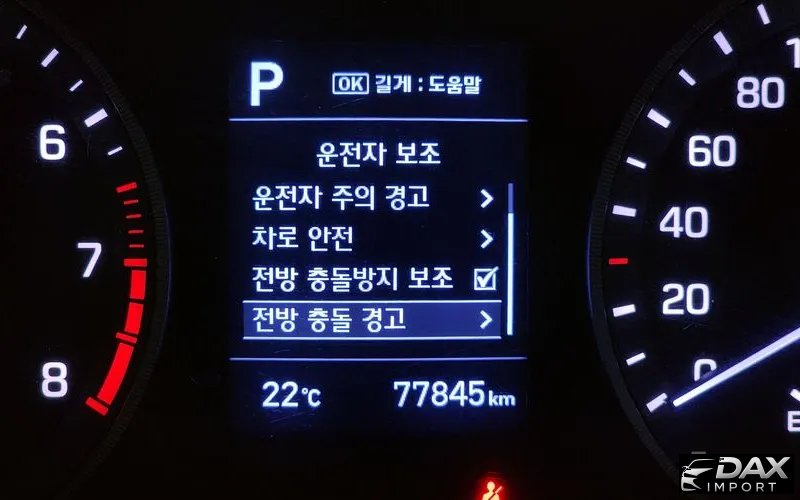 P
OK 길게 : 도움말
운전자 보조
운전자 주의 경고
차로 안전
전방 충돌방지 보조
전방 충돌 경고
22°C 77845 km
6
7
8
80
60
40
20
0
E
DAX
IMPORT